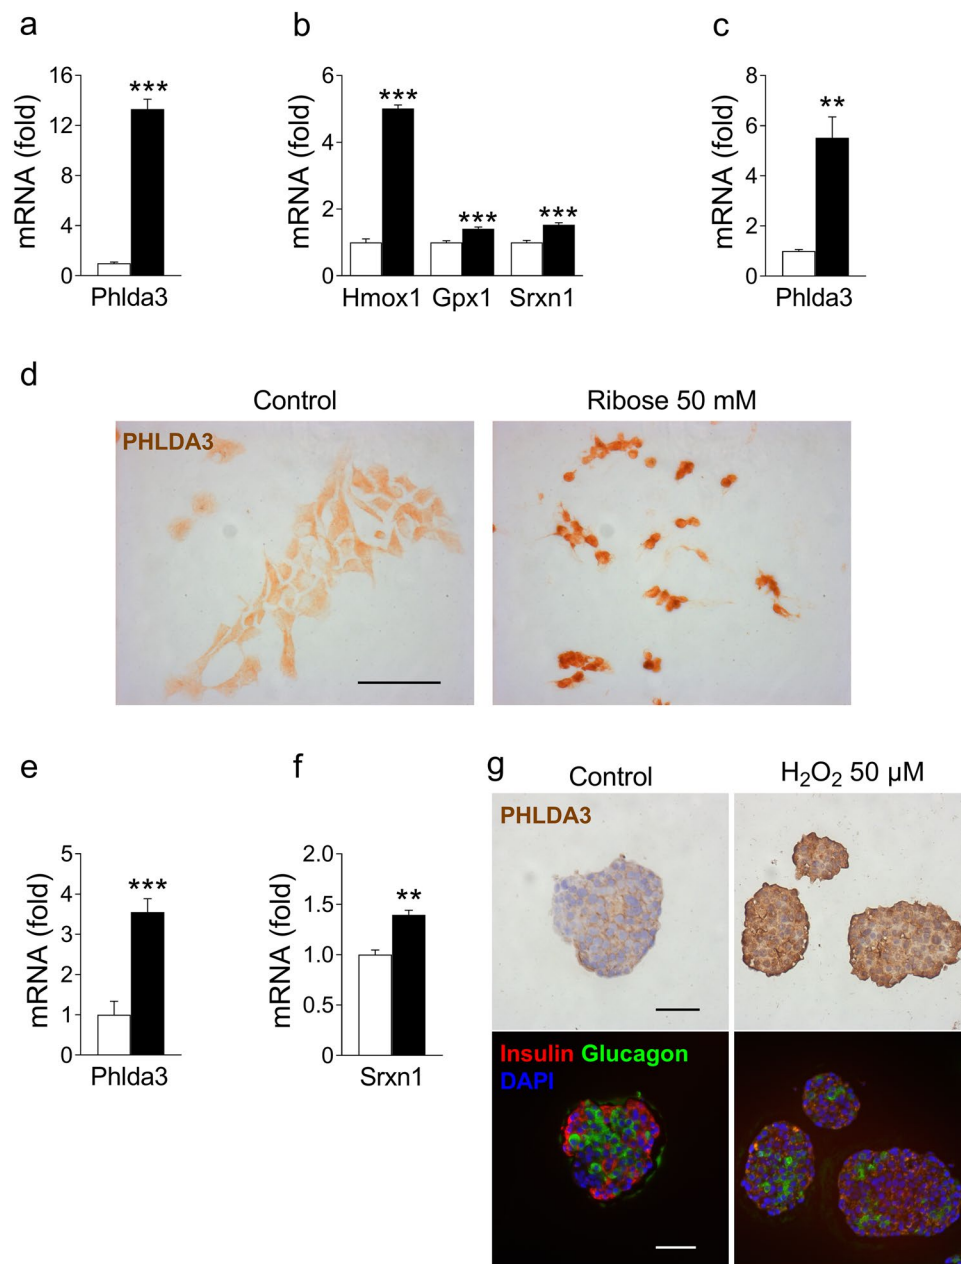 a
b
c
mRNA (fold)
16
12
8
4
0
***
Phlda3
mRNA (fold)
6
4
2
0
***
***
***
Hmox1 Gpx1 Srxn1
mRNA (fold)
8
6
4
2
0
**
Phlda3
d
Control
Ribose 50 mM
PHLDA3
e
f
g
mRNA (fold)
5
4
3
2
1
0
***
Phlda3
mRNA (fold)
2.0
1.5
1.0
0.5
0
**
Srxn1
Control
H₂O₂ 50 µM
PHLDA3
Insulin Glucagon
DAPI